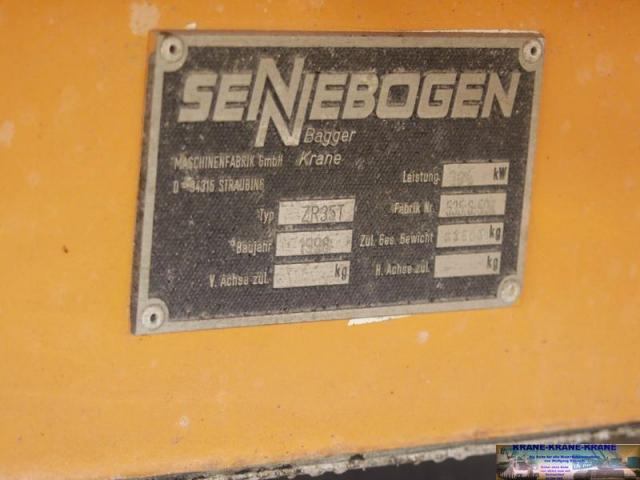 SENNEBOGEN
Bagger
Krane
MASCHINENFABRIK GmbH
D - 94315 STRAUBING
Leistung kW
Typ ZR35T
Fabrik Nr.
Baujahr 1998
Zul. Ges. Gewicht kg
V. Achse zul. kg
H. Achse zul. kg
KRANE-KRANE-KRANE